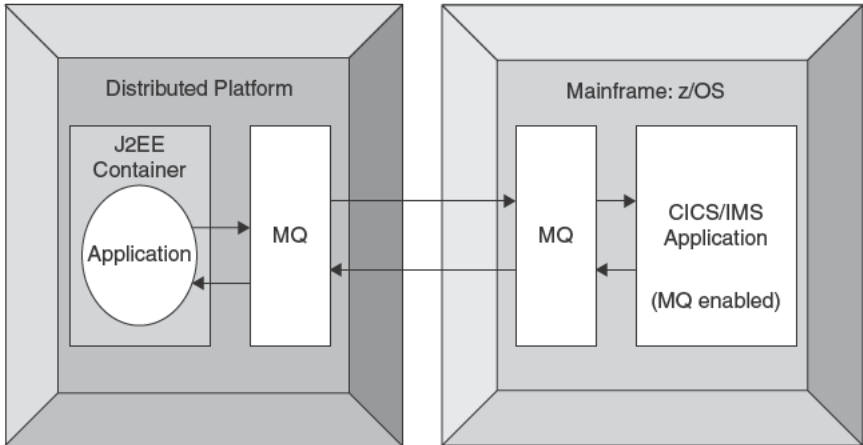 Distributed Platform
J2EE
Container
Application
MQ
Mainframe: z/OS
MQ
CICS/IMS
Application
(MQ enabled)